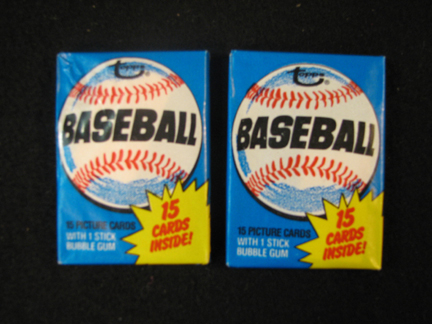 topps
BASEBALL
15
CARDS
INSIDE!
15 PICTURE CARDS
WITH 1 STICK
BUBBLE GUM
topps
BASEBALL
15
CARDS
INSIDE!
15 PICTURE CARDS
WITH 1 STICK
BUBBLE GUM